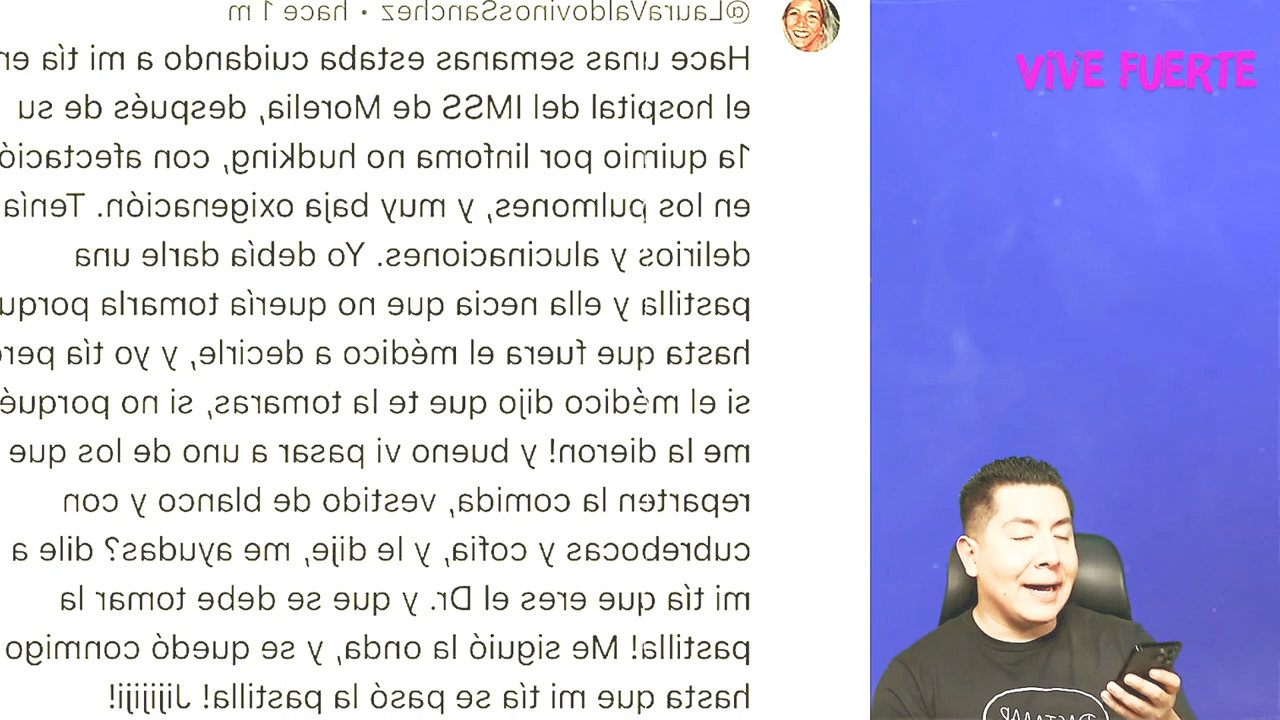 @LauraValdovinosSanchez • hace 1 m
Hace unas semanas estaba cuidando a mi tía en
el hospital del IMSS de Morelia, después de su
1a quimio por linfoma no hudking, con afectació
en los pulmones, y muy baja oxigenación. Tenía
delirios y alucinaciones. Yo debía darle una
pastilla y ella necia que no quería tomarla porqu
hasta que fuera el médico a decirle, y yo tía per
si el médico dijo que te la tomaras, si no porqué
me la dieron! y bueno vi pasar a uno de los que
reparten la comida, vestido de blanco y con
cubrebocas y cofia, y le dije, me ayudas? dile a
mi tía que eres el Dr. y que se debe tomar la
pastilla! Me siguió la onda, y se quedó conmigo
hasta que mi tía se pasó la pastilla! Jijijiji!
VIVE FUERTE